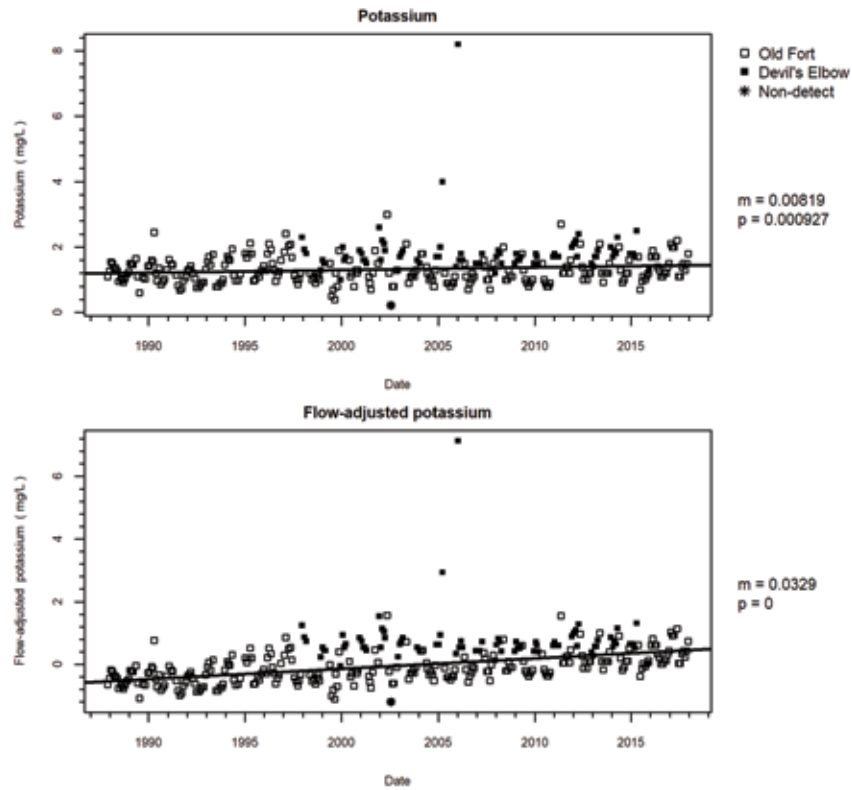 Potassium
8
6
4
2
0
Potassium ( mg/L )
1990 1995 2000 2005 2010 2015
Date
Old Fort
Devil's Elbow
Non-detect
m = 0.00819
p = 0.000927
Flow-adjusted potassium
6
4
2
0
Flow-adjusted potassium ( mg/L )
1990 1995 2000 2005 2010 2015
Date
m = 0.0329
p = 0